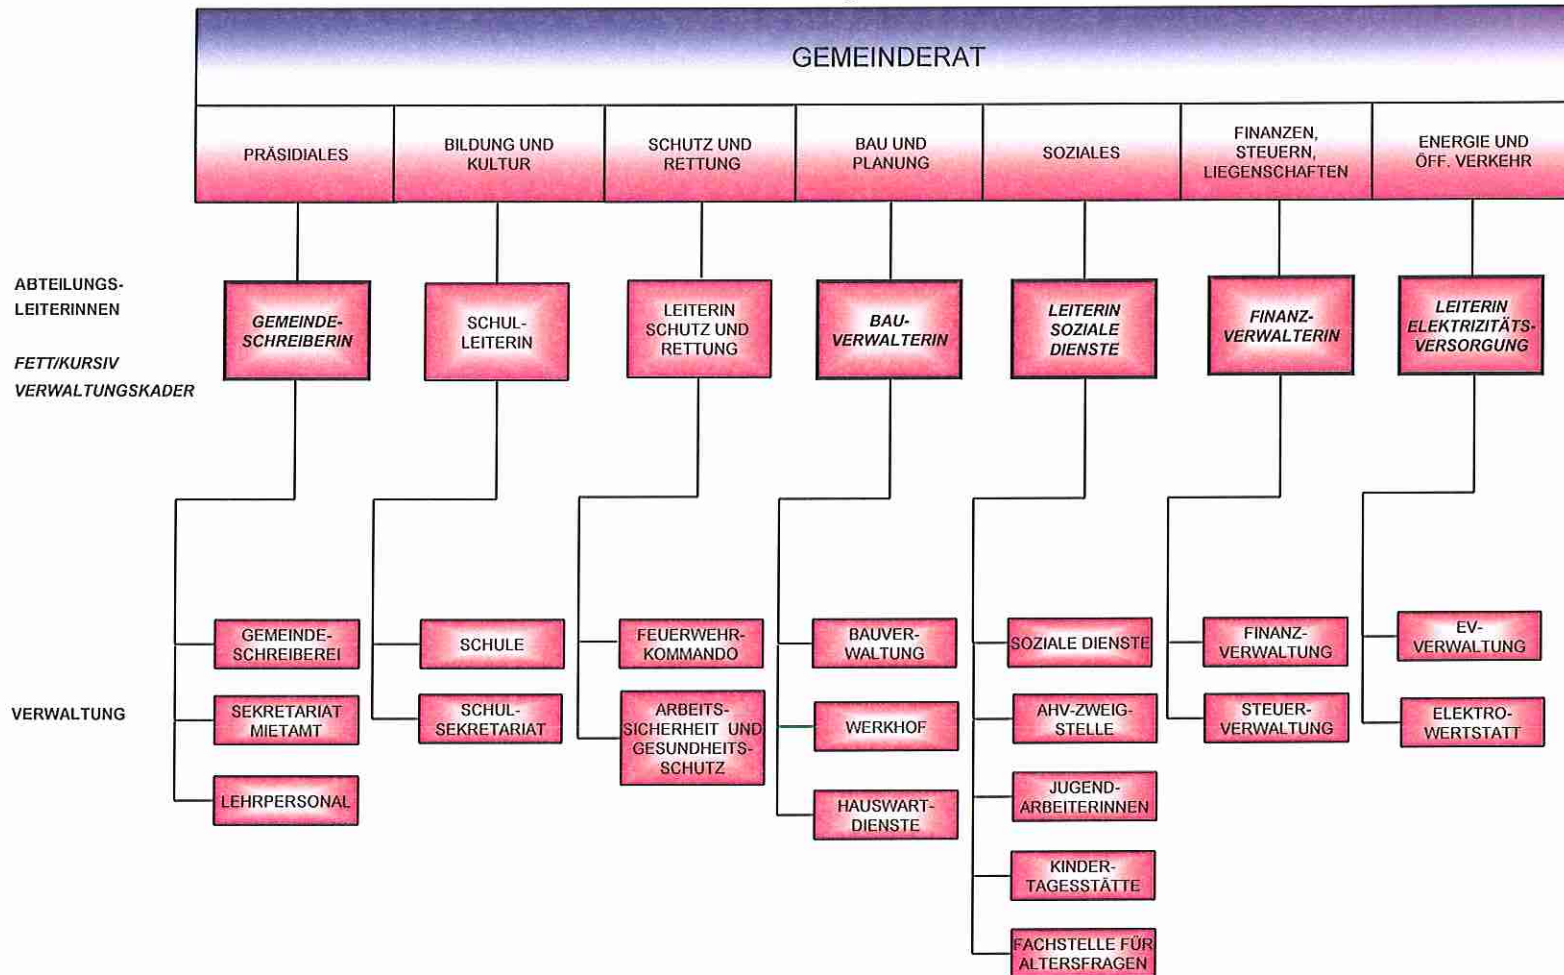 GEMEINDERAT
PRÄSIDIALES
BILDUNG UND
KULTUR
SCHUTZ UND
RETTUNG
BAU UND
PLANUNG
SOZIALES
FINANZEN,
STEUERN,
LIEGENSCHAFTEN
ENERGIE UND
ÖFF. VERKEHR
ABTEILUNGS-
LEITERINNEN
FETT/KURSIV
VERWALTUNGSKADER
GEMEINDE-
SCHREIBERIN
SCHUL-
LEITERIN
LEITERIN
SCHUTZ UND
RETTUNG
BAU-
VERWALTERIN
LEITERIN
SOZIALE
DIENSTE
FINANZ-
VERWALTERIN
LEITERIN
ELEKTRIZITÄTS-
VERSORGUNG
VERWALTUNG
GEMEINDE-
SCHREIBEREI
SEKRETARIAT
MIETAMT
LEHRPERSONAL
SCHULE
SCHUL-
SEKRETARIAT
FEUERWEHR-
KOMMANDO
ARBEITS-
SICHERHEIT UND
GESUNDHEITS-
SCHUTZ
BAUVER-
WALTUNG
WERKHOF
HAUSWART-
DIENSTE
SOZIALE DIENSTE
AHV-ZWEIG-
STELLE
JUGEND-
ARBEITERINNEN
KINDER-
TAGESSTÄTTE
FACHSTELLE FÜR
ALTERSFRAGEN
FINANZ-
VERWALTUNG
STEUER-
VERWALTUNG
EV-
VERWALTUNG
ELEKTRO-
WERTSTATT